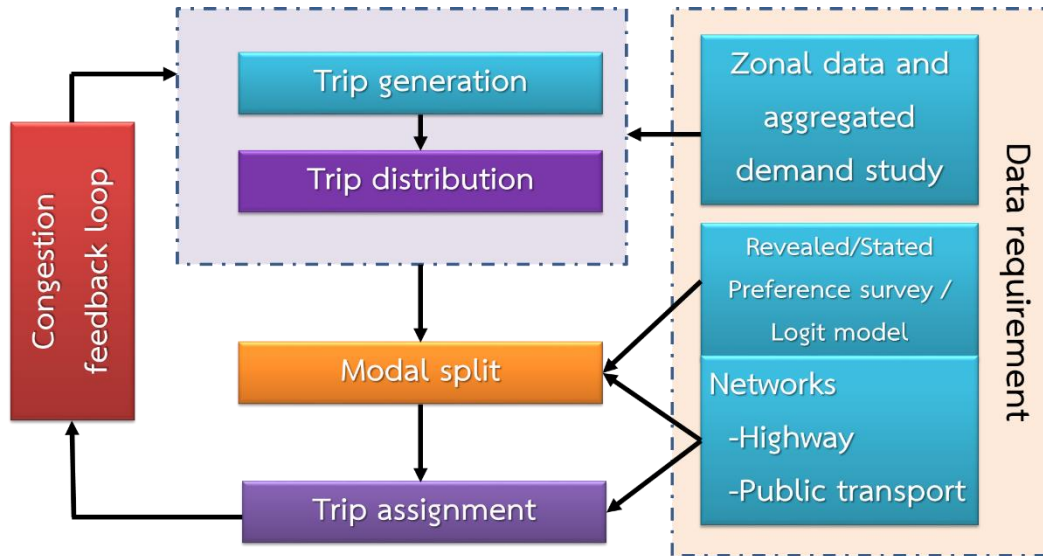 Trip generation
Trip distribution
Modal split
Trip assignment
Congestion
feedback loop
Zonal data and
aggregated
demand study
Revealed/Stated
Preference survey /
Logit model
Networks
-Highway
-Public transport
Data requirement